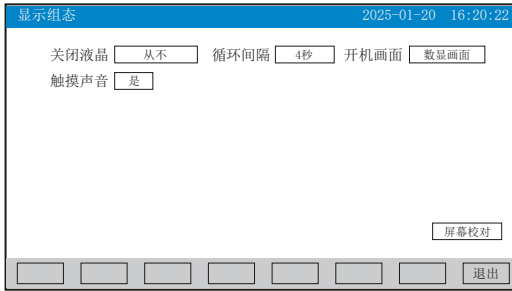 显示组态 2025-01-20 16:20:22
关闭液晶 从不 循环间隔 4秒 开机画面 数显画面
触摸声音 是
屏幕校对
退出